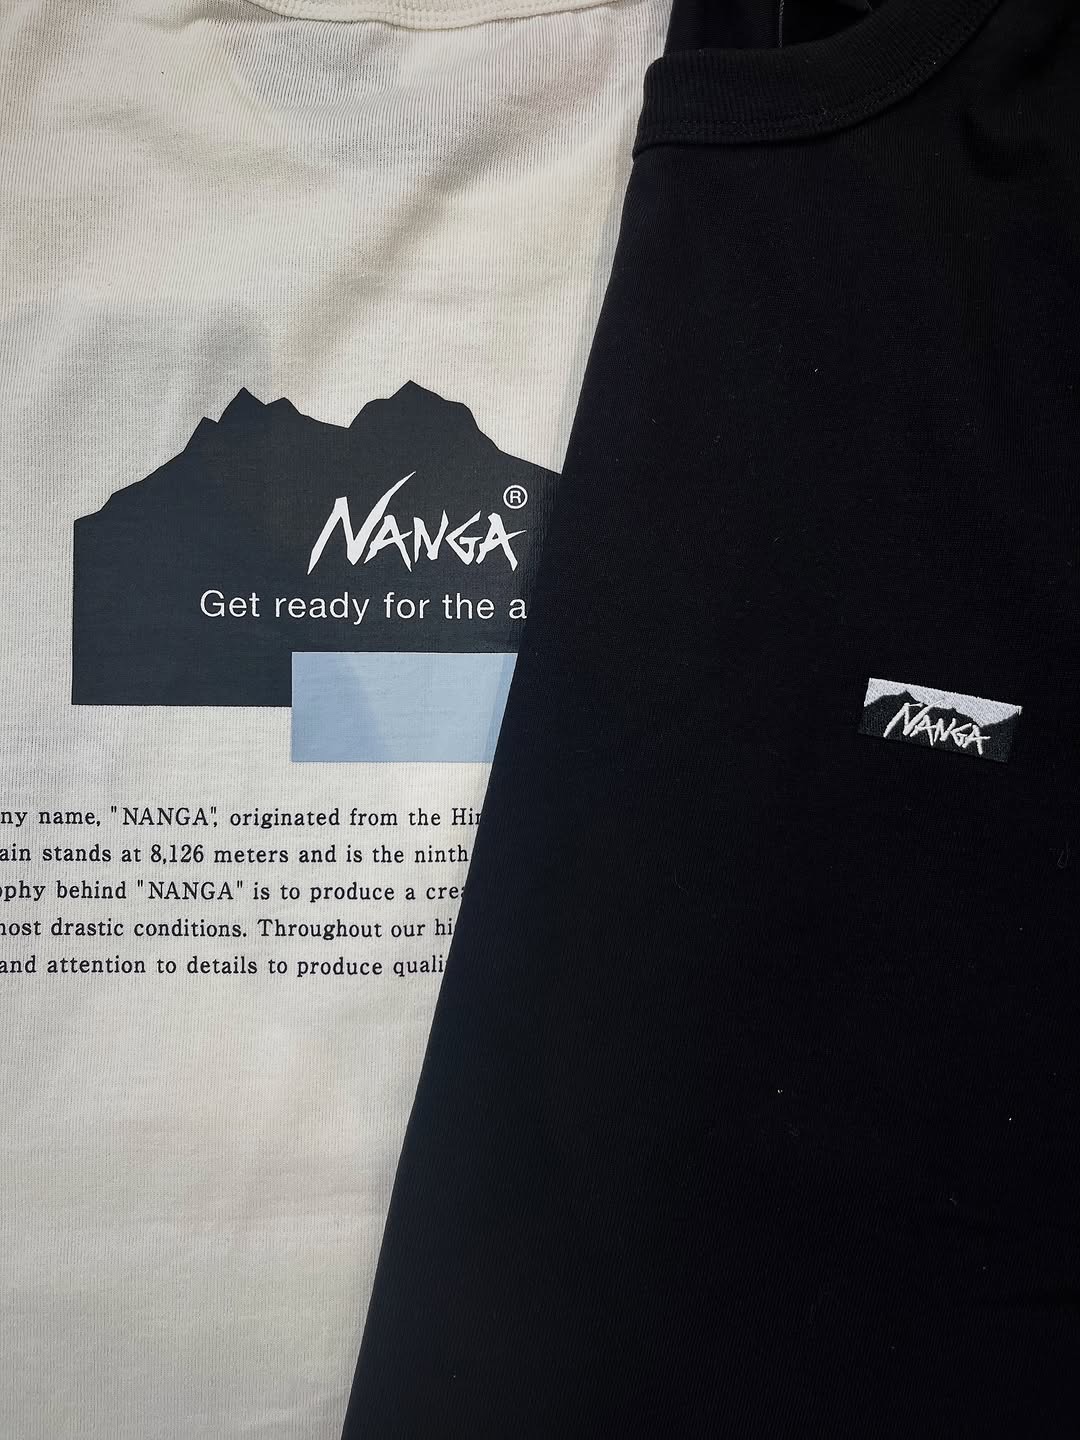 NANGA®
Get ready for the a
ny name, "NANGA", originated from the Hi
ain stands at 8,126 meters and is the ninth
ophy behind "NANGA" is to produce a crea
most drastic conditions. Throughout our hi
and attention to details to produce quali
NANGA